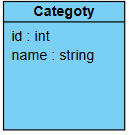 Categoty
id : int
name : string